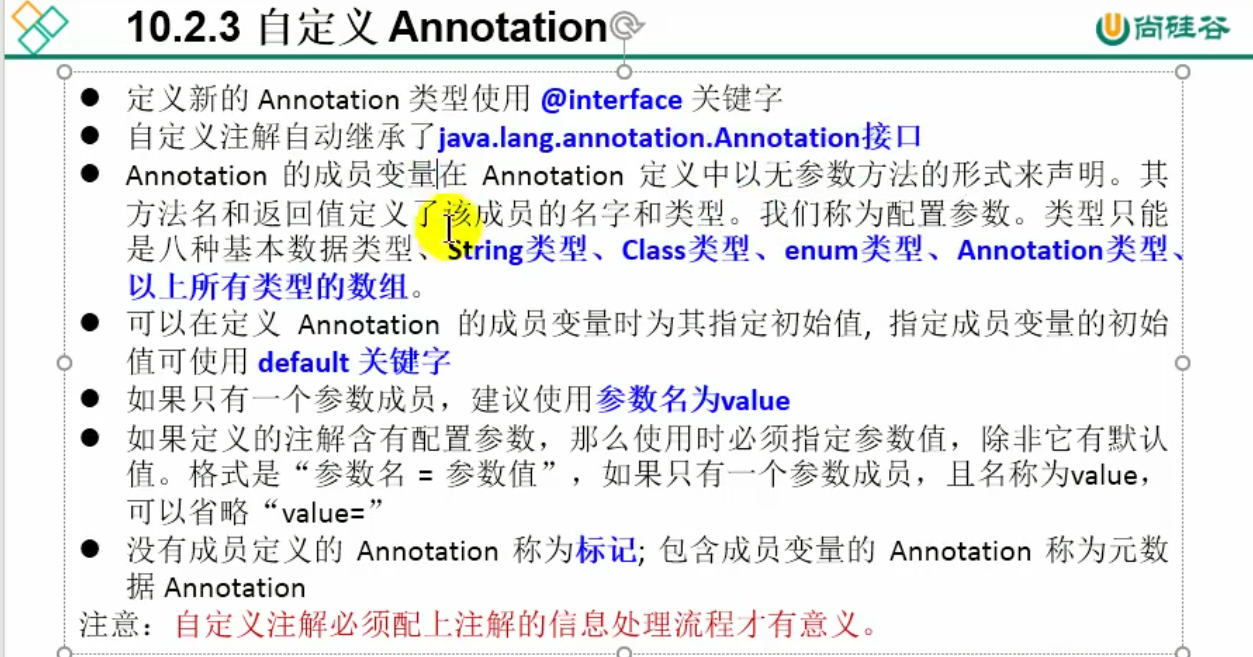 10.2.3 自定义 Annotation
尚硅谷
● 定义新的 Annotation 类型使用 @interface 关键字
● 自定义注解自动继承了java.lang.annotation.Annotation接口
● Annotation 的成员变量在 Annotation 定义中以无参数方法的形式来声明。其
方法名和返回值定义了该成员的名字和类型。我们称为配置参数。类型只能
是八种基本数据类型、String类型、Class类型、enum类型、Annotation类型、
以上所有类型的数组。
● 可以在定义 Annotation 的成员变量时为其指定初始值, 指定成员变量的初始
值可使用 default 关键字
● 如果只有一个参数成员，建议使用参数名为value
● 如果定义的注解含有配置参数，那么使用时必须指定参数值，除非它有默认
值。格式是“参数名 = 参数值”，如果只有一个参数成员，且名称为value，
可以省略“value=”
● 没有成员定义的 Annotation 称为标记; 包含成员变量的 Annotation 称为元数
据 Annotation
注意：自定义注解必须配上注解的信息处理流程才有意义。